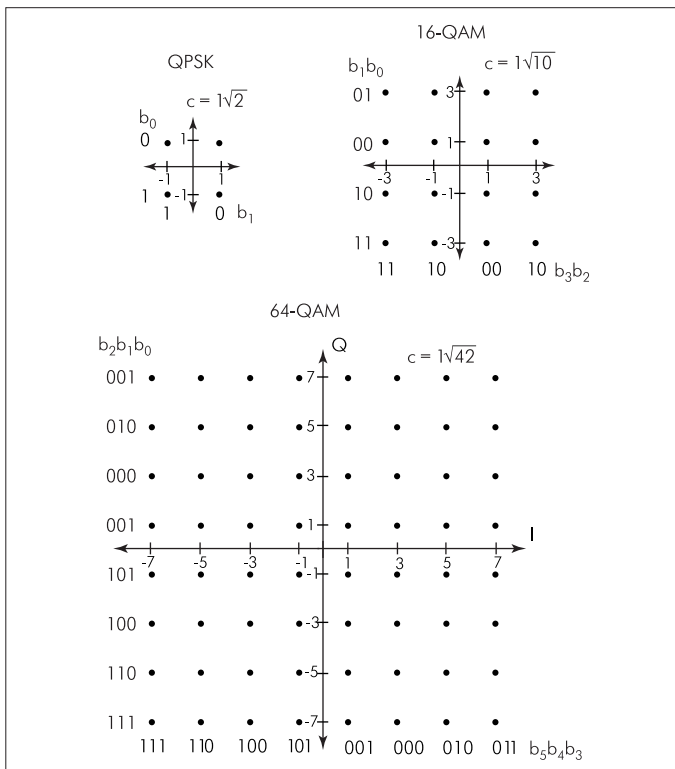 16-QAM
QPSK
b₁b₀ c = 1√10
c = 1√2
01 3
b₀
0 1
00 1
-1 1
-3 -1 1 3
10 -1
1 -1
1 0 b₁
11 -3
11 10 00 10 b₃b₂
64-QAM
b₂b₁b₀ Q c = 1√42
001 7
010 5
000 3
001 1
I
-7 -5 -3 -1 1 3 5 7
101 -1
100 -3
110 -5
111 -7
111 110 100 101 001 000 010 011 b₅b₄b₃